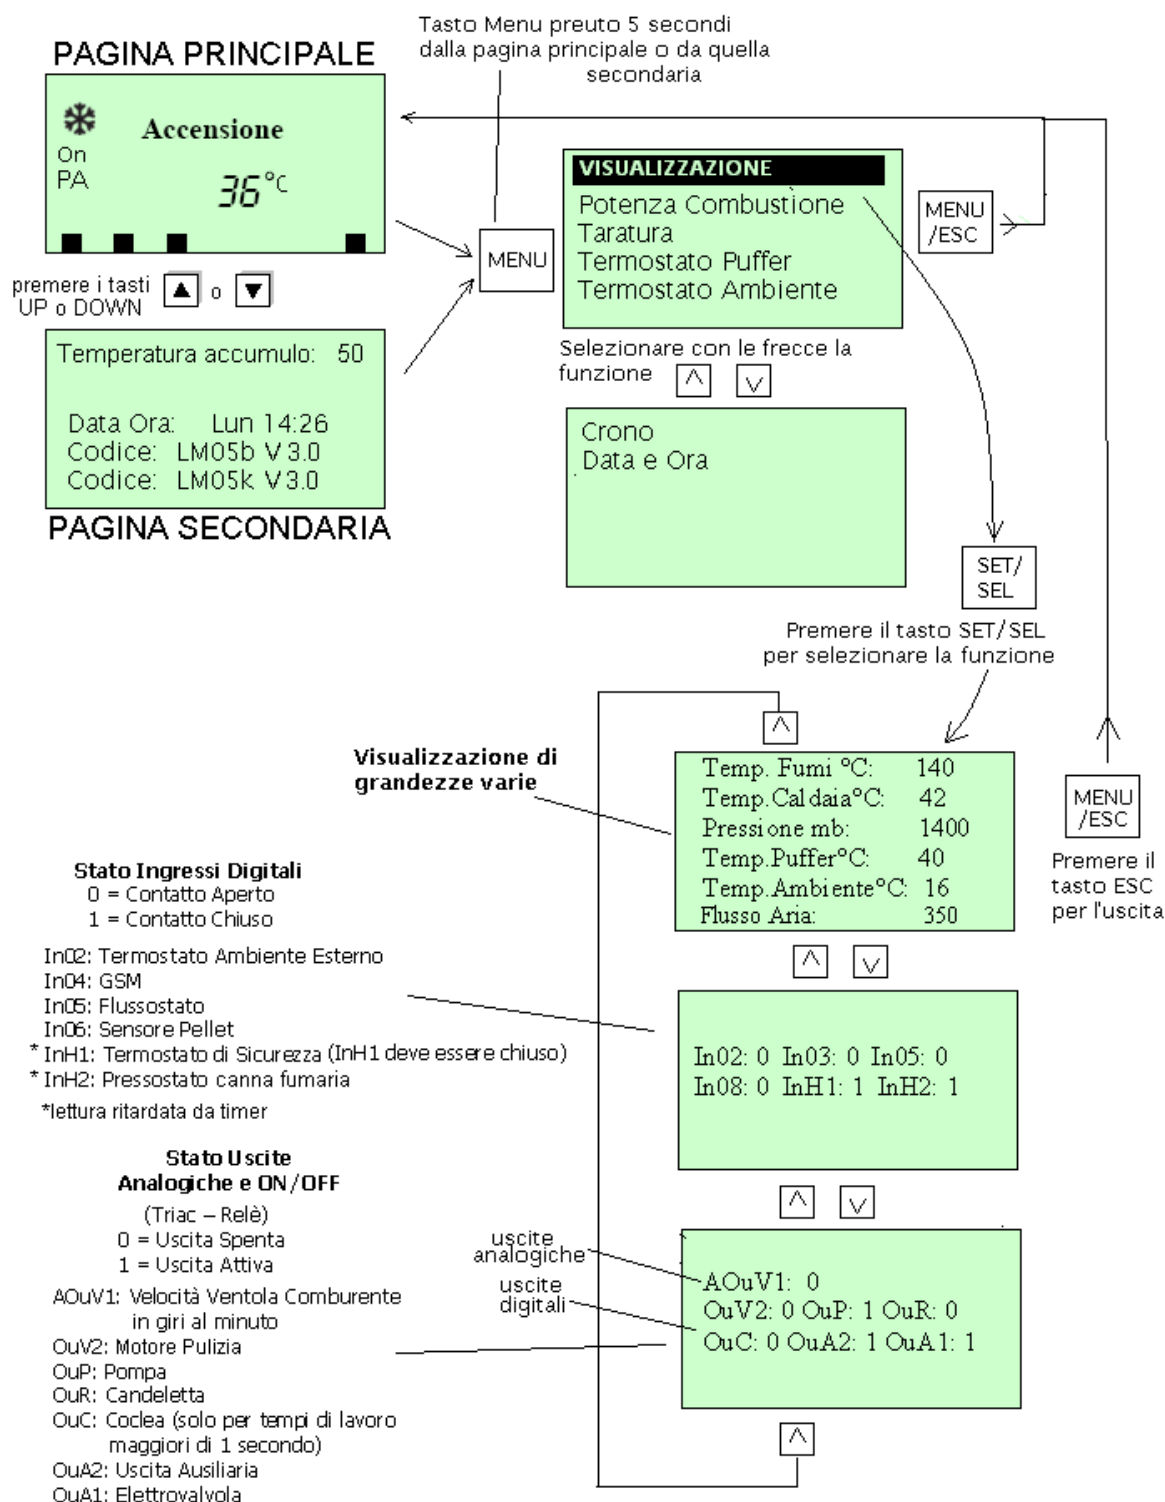 Tasto Menu preuto 5 secondi
dalla pagina principale o da quella
secondaria
PAGINA PRINCIPALE
Accensione
On
PA
36°C
premere i tasti
UP o DOWN
o
Temperatura accumulo: 50
Data Ora: Lun 14:26
Codice: LM05b V 3.0
Codice: LM05k V 3.0
PAGINA SECONDARIA
MENU
VISUALIZZAZIONE
Potenza Combustione
Taratura
Termostato Puffer
Termostato Ambiente
MENU
/ESC
Selezionare con le frecce la
funzione
Crono
Data e Ora
SET/
SEL
Premere il tasto SET/SEL
per selezionare la funzione
Visualizzazione di
grandezze varie
Temp. Fumi °C: 140
Temp.Caldaia°C: 42
Pressione mb: 1400
Temp.Puffer°C: 40
Temp.Ambiente°C: 16
Flusso Aria: 350
MENU
/ESC
Premere il
tasto ESC
per l'uscita
Stato Ingressi Digitali
0 = Contatto Aperto
1 = Contatto Chiuso
In02: Termostato Ambiente Esterno
In04: GSM
In05: Flussostato
In06: Sensore Pellet
* InH1: Termostato di Sicurezza (InH1 deve essere chiuso)
* InH2: Pressostato canna fumaria
*lettura ritardata da timer
In02: 0 In03: 0 In05: 0
In08: 0 InH1: 1 InH2: 1
Stato Uscite
Analogiche e ON/OFF
(Triac – Relè)
0 = Uscita Spenta
1 = Uscita Attiva
AOuV1: Velocità Ventola Comburente
in giri al minuto
OuV2: Motore Pulizia
OuP: Pompa
OuR: Candeletta
OuC: Coclea (solo per tempi di lavoro
maggiori di 1 secondo)
OuA2: Uscita Ausiliaria
OuA1: Elettrovalvola
uscite
analogiche
uscite
digitali
AOuV1: 0
OuV2: 0 OuP: 1 OuR: 0
OuC: 0 OuA2: 1 OuA1: 1